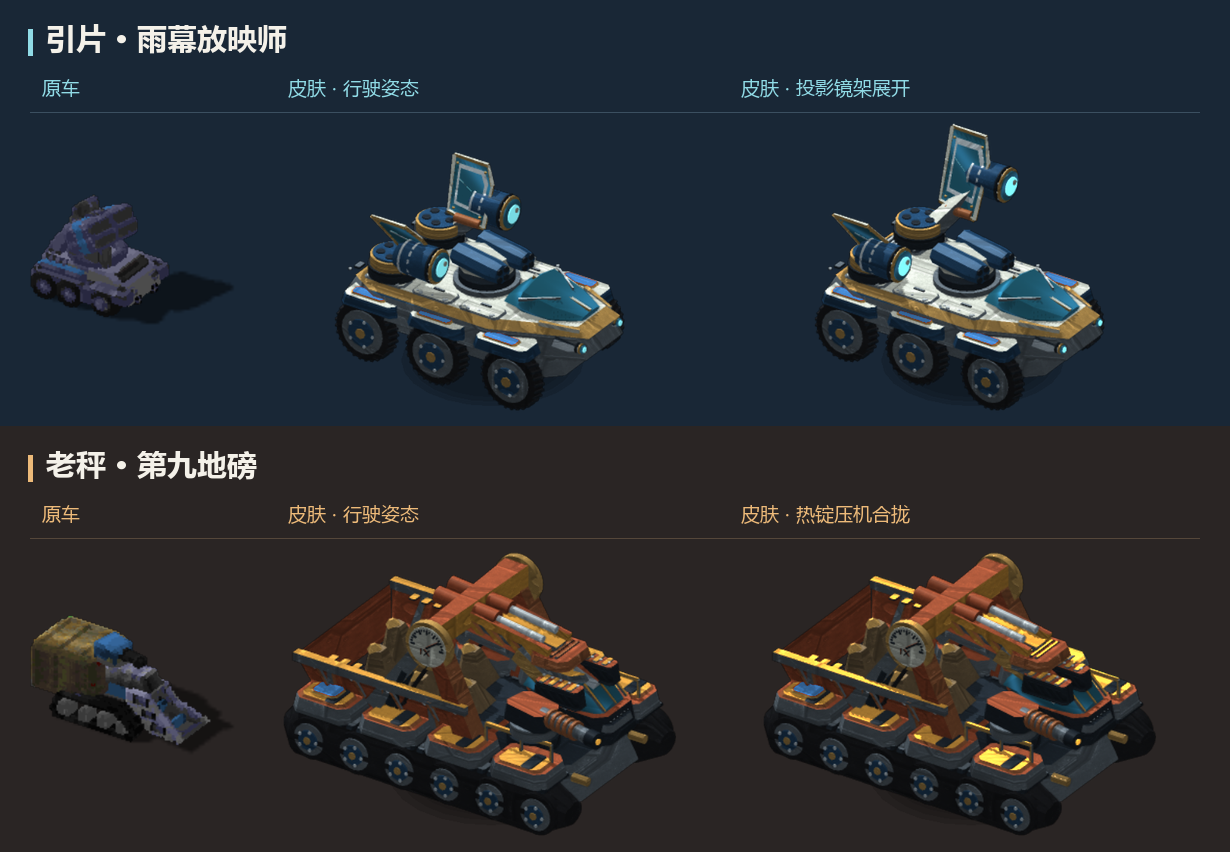 引片·雨幕放映师
原车 皮肤·行驶姿态 皮肤·投影镜架展开
老秤·第九地磅
原车 皮肤·行驶姿态 皮肤·热锭压机合拢
IX